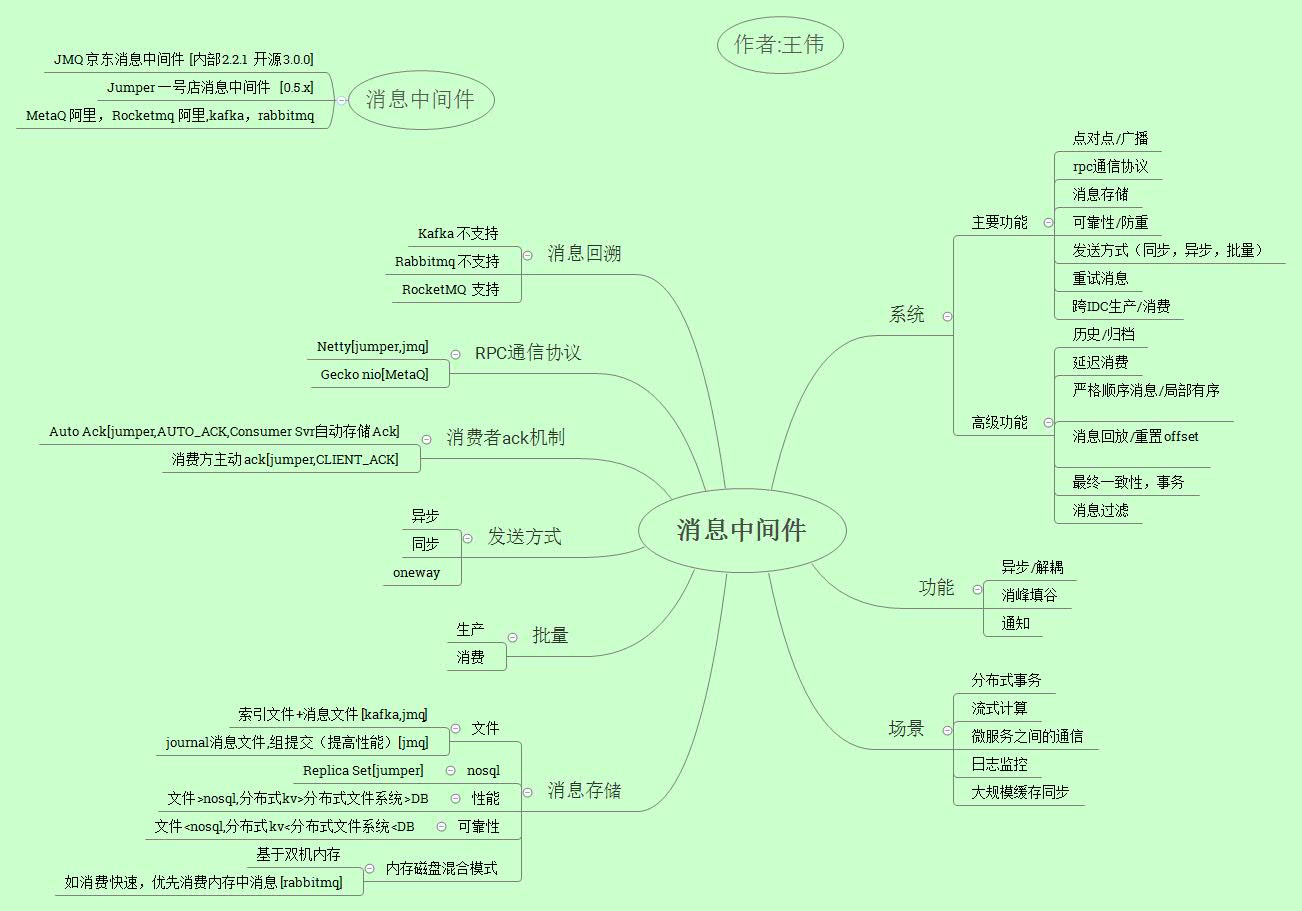 作者:王伟
JMQ 京东消息中间件 [内部2.2.1 开源3.0.0]
Jumper 一号店消息中间件 [0.5.x]
MetaQ 阿里，Rocketmq 阿里,kafka，rabbitmq
消息中间件
消息中间件
消息回溯
Kafka 不支持
Rabbitmq 不支持
RocketMQ 支持
RPC通信协议
Netty[jumper,jmq]
Gecko nio[MetaQ]
消费者ack机制
Auto Ack[jumper,AUTO_ACK,Consumer Svr自动存储Ack]
消费方主动 ack[jumper,CLIENT_ACK]
发送方式
异步
同步
oneway
批量
生产
消费
消息存储
文件
索引文件+消息文件 [kafka,jmq]
journal消息文件,组提交（提高性能）[jmq]
nosql
Replica Set[jumper]
性能
文件>nosql,分布式kv>分布式文件系统>DB
可靠性
文件<nosql,分布式kv<分布式文件系统<DB
内存磁盘混合模式
基于双机内存
如消费快速，优先消费内存中消息 [rabbitmq]
系统
主要功能
点对点/广播
rpc通信协议
消息存储
可靠性/防重
发送方式（同步，异步，批量）
重试消息
跨IDC生产/消费
高级功能
历史/归档
延迟消费
严格顺序消息/局部有序
消息回放/重置offset
最终一致性，事务
消息过滤
功能
异步/解耦
消峰填谷
通知
场景
分布式事务
流式计算
微服务之间的通信
日志监控
大规模缓存同步